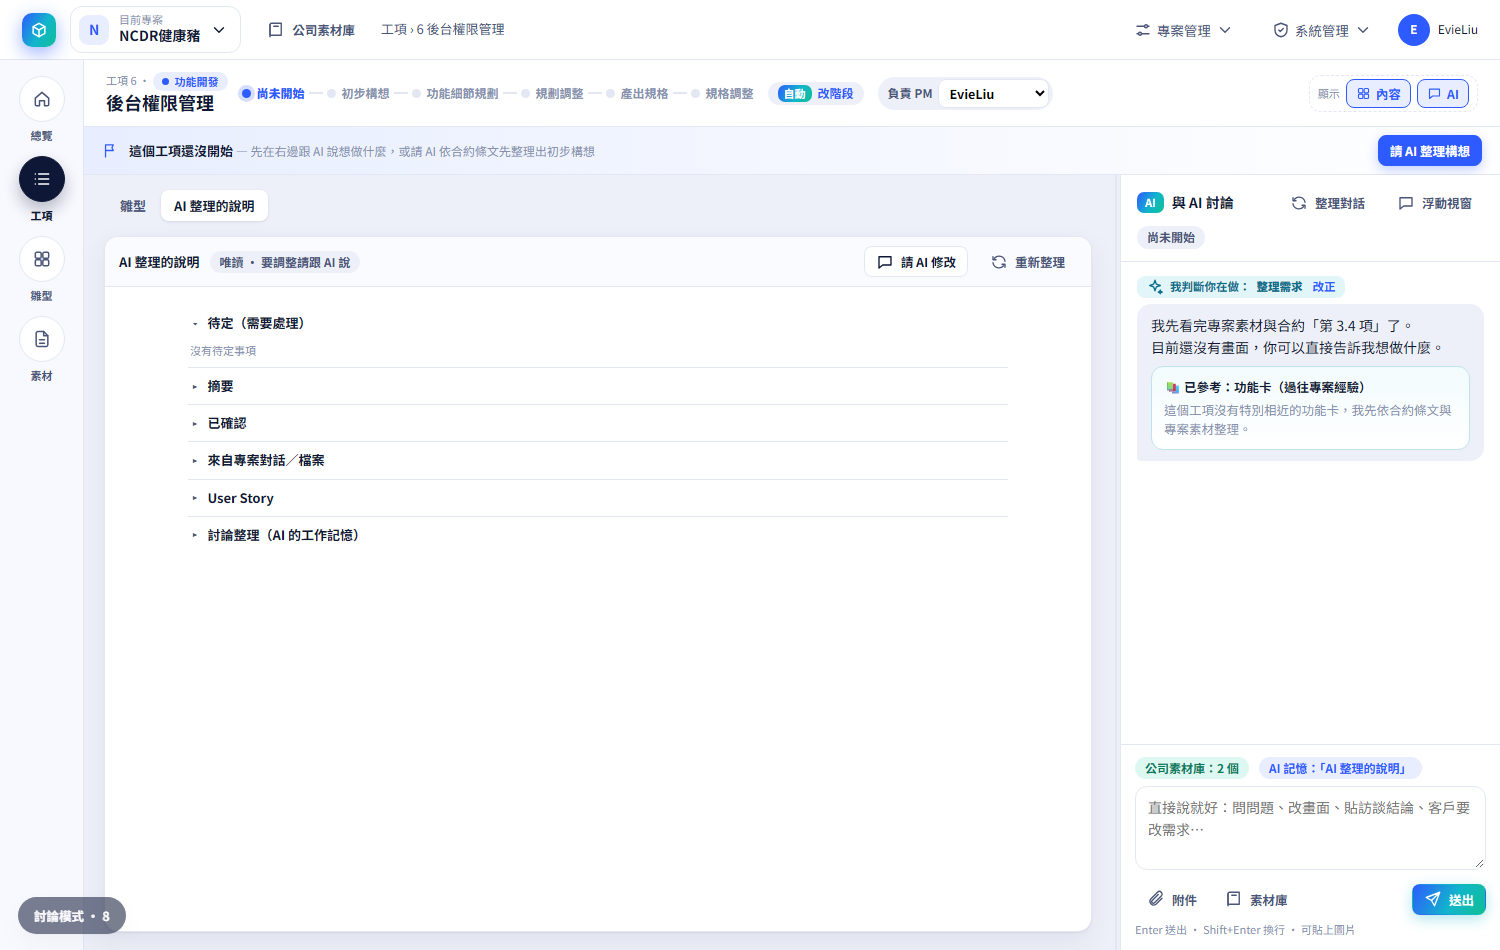 目前專案
N NCDR健康豬
公司素材庫
工項 › 6 後台權限管理
專案管理
系統管理
E EvieLiu
總覽
工項
雛型
素材
工項 6 · 功能開發
後台權限管理
尚未開始 初步構想 功能細節規劃 規劃調整 產出規格 規格調整
自動 改階段
負責 PM EvieLiu
顯示 內容 AI
這個工項還沒開始 — 先在右邊跟 AI 說想做什麼，或請 AI 依合約條文先整理出初步構想
請 AI 整理構想
雛型 AI 整理的說明
AI 整理的說明 唯讀 · 要調整請跟 AI 說
請 AI 修改 重新整理
待定（需要處理）
沒有待定事項
摘要
已確認
來自專案對話／檔案
User Story
討論整理（AI 的工作記憶）
AI 與 AI 討論 整理對話 浮動視窗
尚未開始
我判斷你在做： 整理需求 改正
我先看完專案素材與合約「第 3.4 項」了。
目前還沒有畫面，你可以直接告訴我想做什麼。
已參考：功能卡（過往專案經驗）
這個工項沒有特別相近的功能卡，我先依合約條文與
專案素材整理。
公司素材庫：2 個 AI 記憶：「AI 整理的說明」
直接說就好：問問題、改畫面、貼訪談結論、客戶要
改需求…
附件 素材庫 送出
Enter 送出 · Shift+Enter 換行 · 可貼上圖片
討論模式 · 8